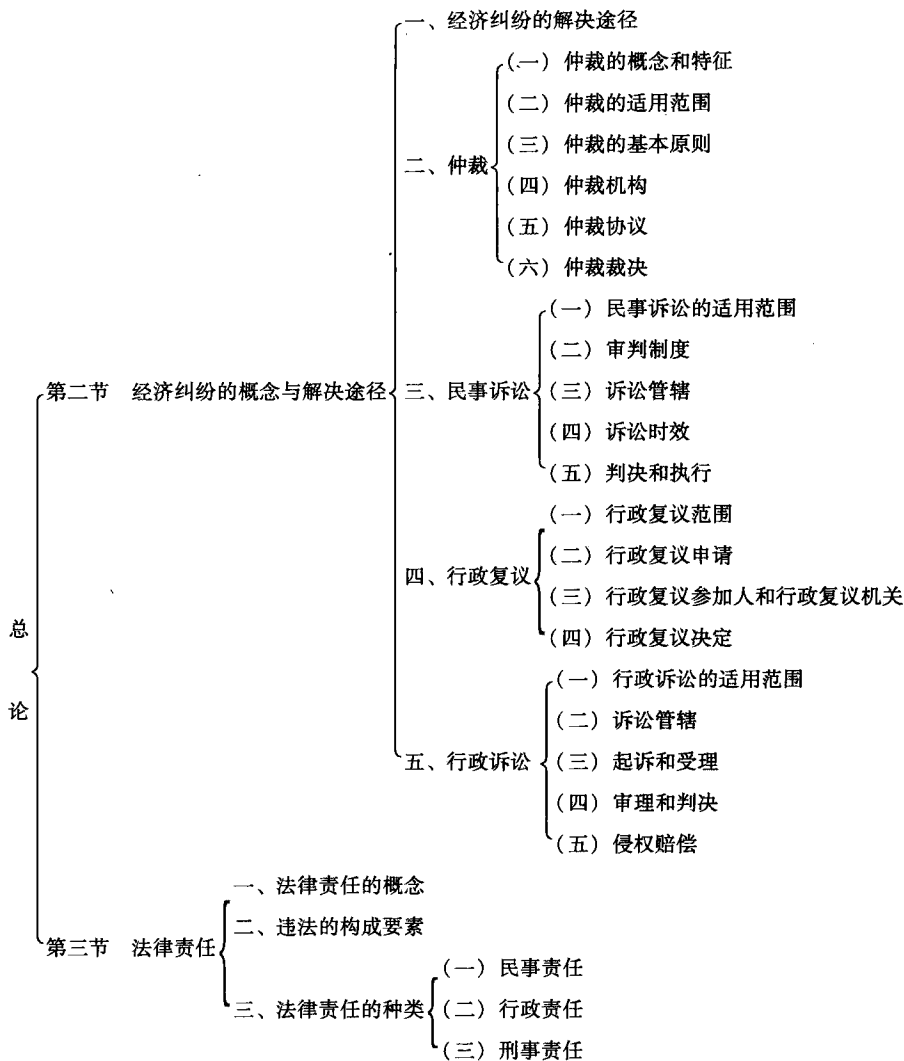 一、经济纠纷的解决途径
(一) 仲裁的概念和特征
(二) 仲裁的适用范围
(三) 仲裁的基本原则
二、仲裁
(四) 仲裁机构
(五) 仲裁协议
(六) 仲裁裁决
(一) 民事诉讼的适用范围
(二) 审判制度
第二节 经济纠纷的概念与解决途径
三、民事诉讼
(三) 诉讼管辖
(四) 诉讼时效
(五) 判决和执行
(一) 行政复议范围
(二) 行政复议申请
四、行政复议
(三) 行政复议参加人和行政复议机关
(四) 行政复议决定
总论
(一) 行政诉讼的适用范围
(二) 诉讼管辖
五、行政诉讼
(三) 起诉和受理
(四) 审理和判决
(五) 侵权赔偿
一、法律责任的概念
二、违法的构成要素
第三节 法律责任
(一) 民事责任
三、法律责任的种类
(二) 行政责任
(三) 刑事责任